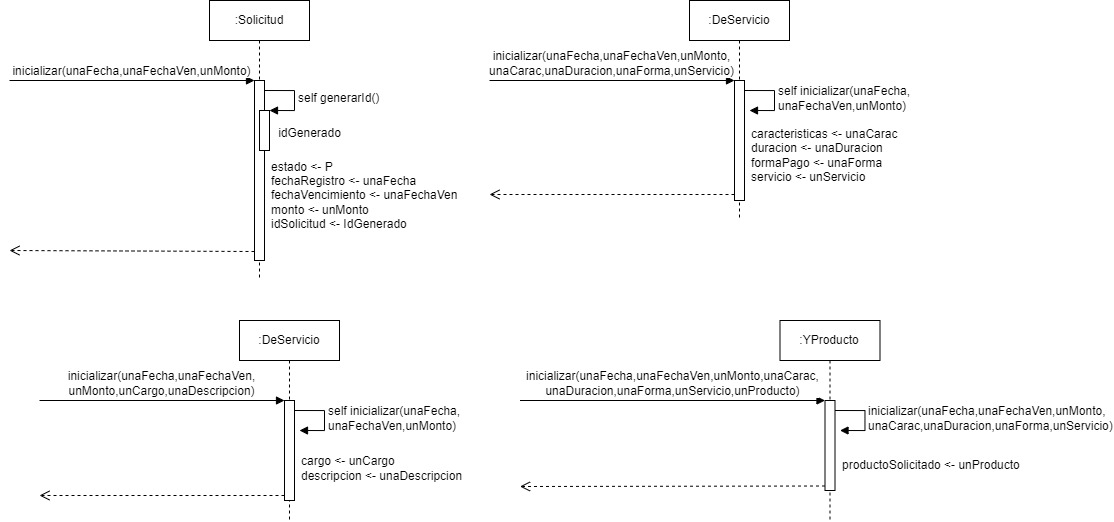 :Solicitud
inicializar(unaFecha,unaFechaVen,unMonto)
self generarId()
idGenerado
estado <- P
fechaRegistro <- unaFecha
fechaVencimiento <- unaFechaVen
monto <- unMonto
idSolicitud <- IdGenerado
:DeServicio
inicializar(unaFecha,unaFechaVen,unMonto,
unaCarac,unaDuracion,unaForma,unServicio)
self inicializar(unaFecha,
unaFechaVen,unMonto)
caracteristicas <- unaCarac
duracion <- unaDuracion
formaPago <- unaForma
servicio <- unServicio
:DeServicio
inicializar(unaFecha,unaFechaVen,
unMonto,unCargo,unaDescripcion)
self inicializar(unaFecha,
unaFechaVen,unMonto)
cargo <- unCargo
descripcion <- unaDescripcion
:YProducto
inicializar(unaFecha,unaFechaVen,unMonto,unaCarac,
unaDuracion,unaForma,unServicio,unProducto)
inicializar(unaFecha,unaFechaVen,unMonto,
unaCarac,unaDuracion,unaForma,unServicio)
productoSolicitado <- unProducto